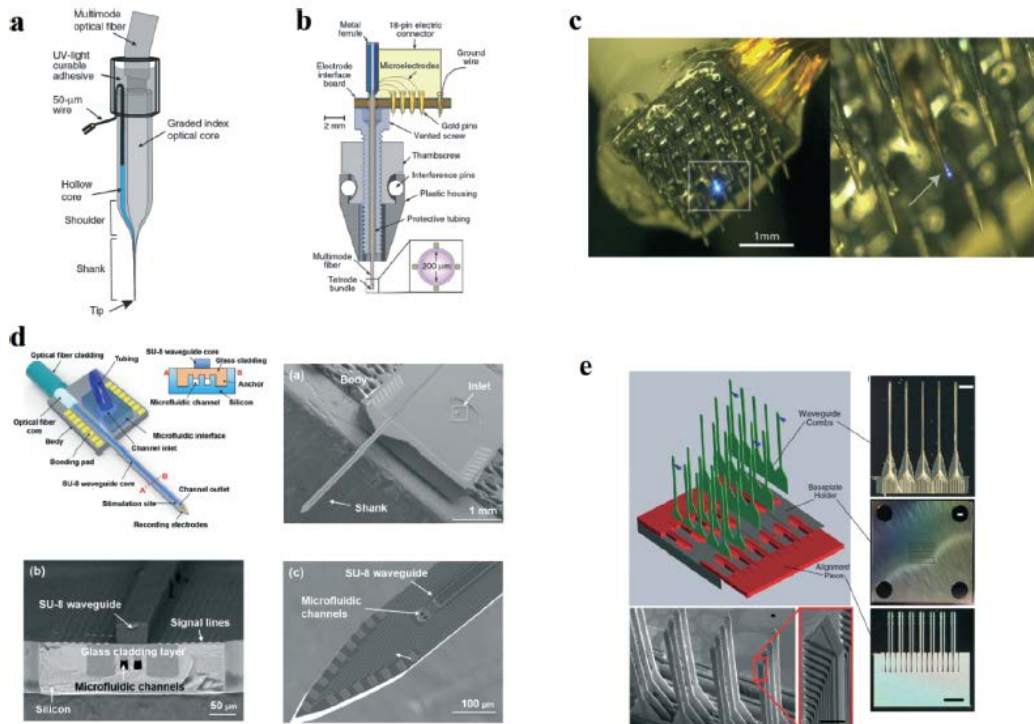 a
Multimode
optical fiber
UV-light
curable
adhesive
50-µm
wire
Graded index
optical core
Hollow
core
Shoulder
Shank
Tip
b
Metal
ferrule
18-pin electric
connector
Ground
wire
Microelectrodes
Electrode
interface
board
2 mm
Gold pins
Vented screw
Thambscrew
Interference pins
Plastic housing
Protective tubing
Multimode
fiber
200 µm
Tetrode
bundle
c
1mm
d
Optical fiber cladding
Tubing
SU-8 waveguide core
Glass cladding
A
B
Anchor
Microfluidic channel
Silicon
Optical fiber
core
Body
Bonding pad
Microfluidic interface
Channel inlet
SU-8 waveguide core
B
A
Channel outlet
Stimulation site
Recording electrodes
(a)
Body
Inlet
Shank
1 mm
(b)
SU-8 waveguide
Signal lines
Glass cladding layer
Microfluidic channels
Silicon
50 µm
(c)
SU-8 waveguide
Microfluidic
channels
100 µm
e
Waveguide
Combs
Baseplate
Holder
Alignment
Piece